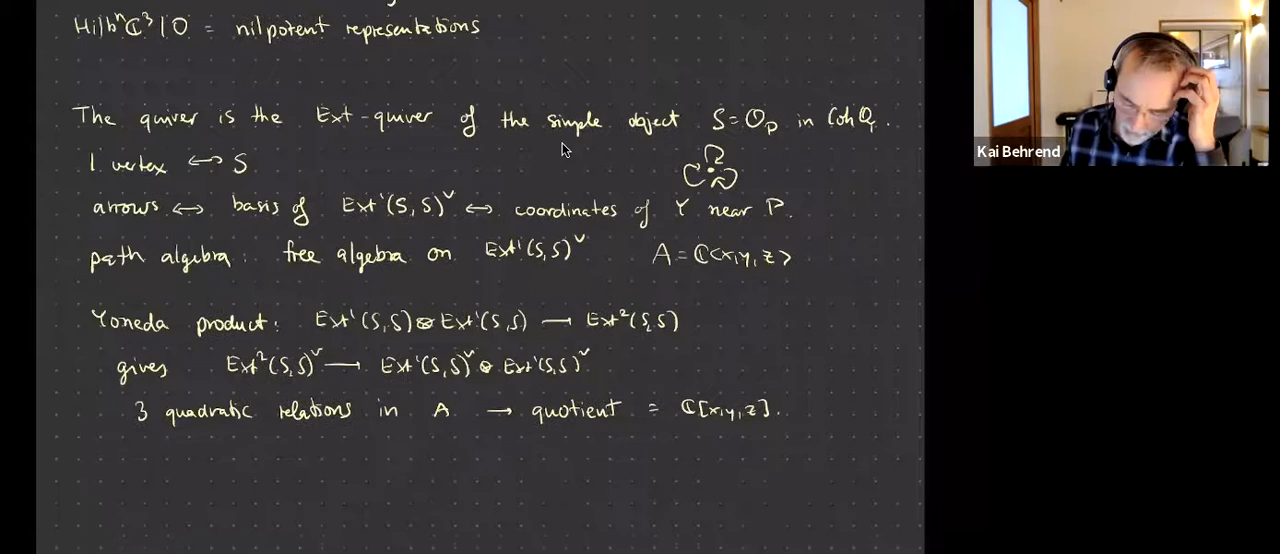 Hilbⁿℂ³|0 = nilpotent representations
The quiver is the Ext-quiver of the simple object S=𝒪_P in Coh
1 vertex ↔ S
arrows ↔ basis of Ext¹(S,S)^∨ ↔ coordinates of Y near P.
path algebra: free algebra on Ext¹(S,S)^∨ A = ℂ<x,y,z>
Yoneda product: Ext¹(S,S)⊗Ext¹(S,S) → Ext²(S,S)
gives Ext²(S,S)^∨ → Ext¹(S,S)^∨ ⊗ Ext¹(S,S)^∨
3 quadratic relations in A → quotient = ℂ[x,y,z].
Kai Behrend